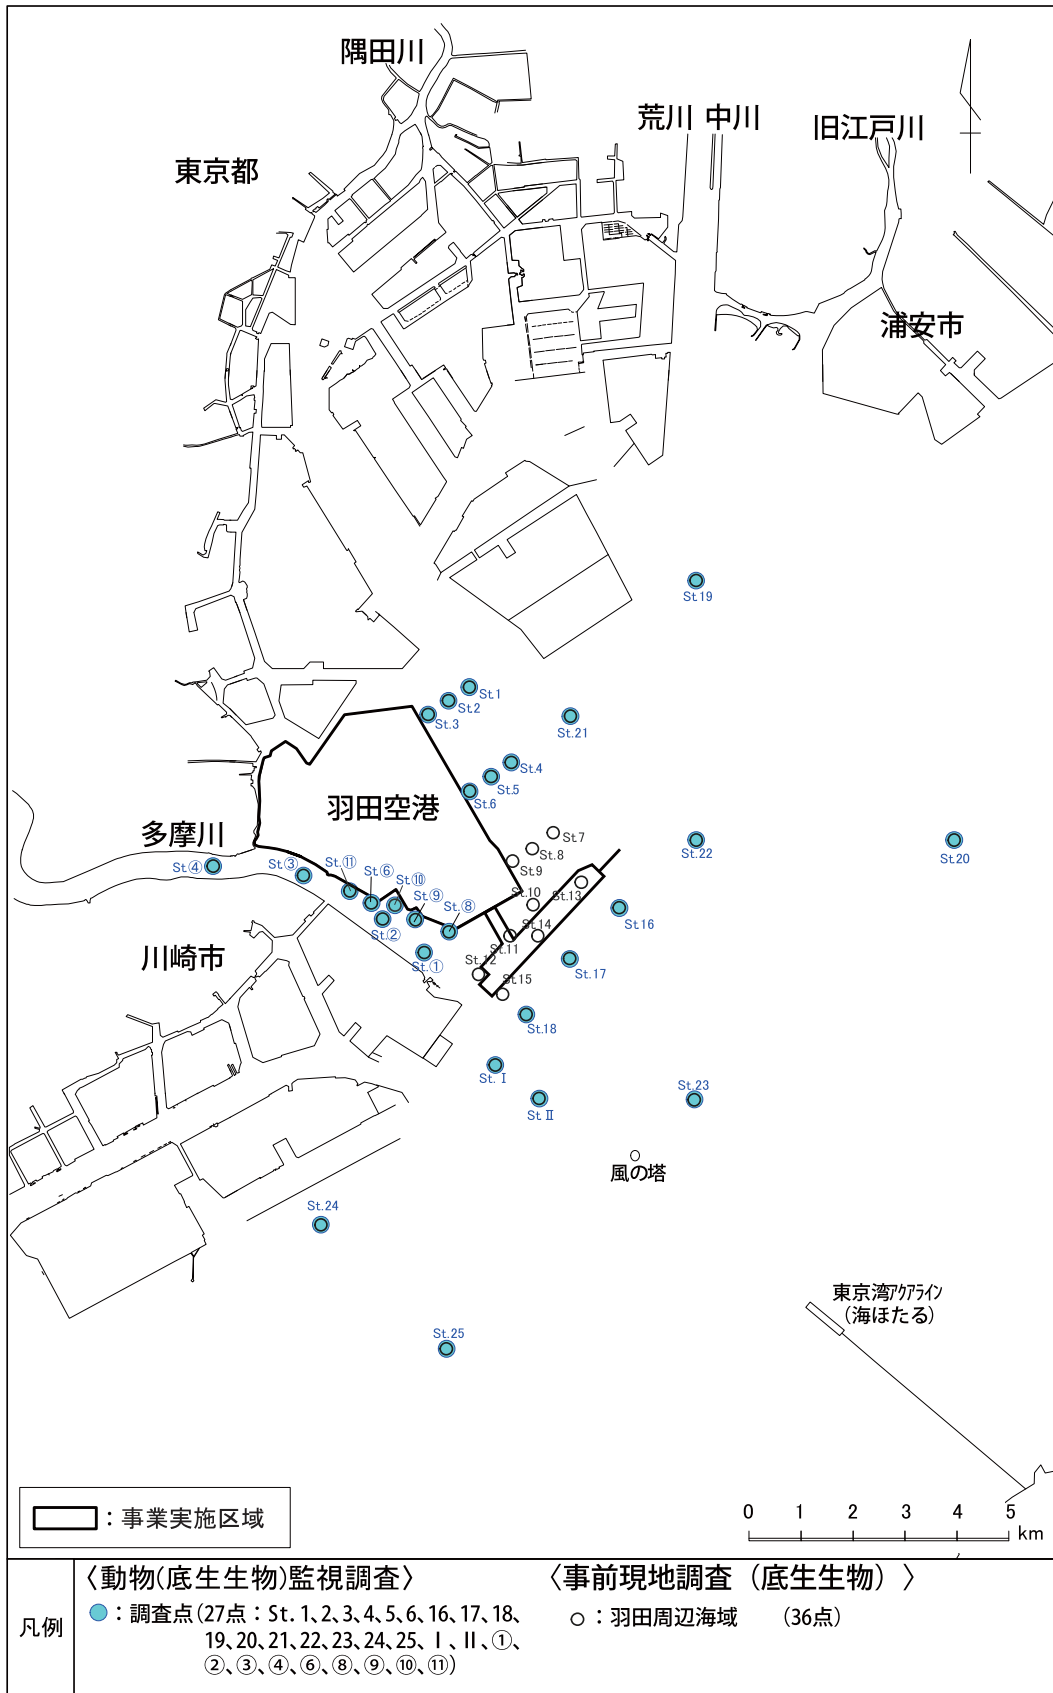 隅田川
荒川 中川
旧江戸川
東京都
浦安市
St.19
St.1
St.2
St.3
St.21
St.4
St.5
St.6
羽田空港
多摩川
St.7
St.8
St.9
St.22
St.20
St.④
St.③
St.⑪
St.⑥
St.⑩
St.10
St.13
St.②
St.⑨
St.⑧
St.16
St.11
St.14
川崎市
St.①
St.12
St.17
St.15
St.18
St.Ⅰ
St.Ⅱ
St.23
風の塔
St.24
東京湾アクアライン
(海ほたる)
St.25
：事業実施区域
0 1 2 3 4 5
km
凡例
〈動物(底生生物)監視調査〉
：調査点(27点：St. 1、2、3、4、5、6、16、17、18、
19、20、21、22、23、24、25、Ⅰ、Ⅱ、①、
②、③、④、⑥、⑧、⑨、⑩、⑪)
〈事前現地調査（底生生物）〉
：羽田周辺海域 (36点)